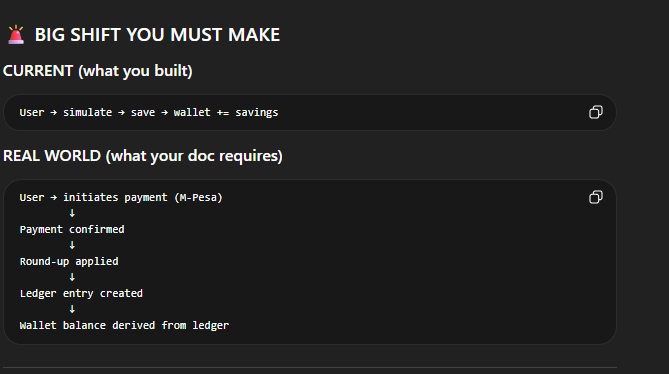 🚨 BIG SHIFT YOU MUST MAKE
CURRENT (what you built)
User → simulate → save → wallet += savings
REAL WORLD (what your doc requires)
User → initiates payment (M-Pesa)
↓
Payment confirmed
↓
Round-up applied
↓
Ledger entry created
↓
Wallet balance derived from ledger